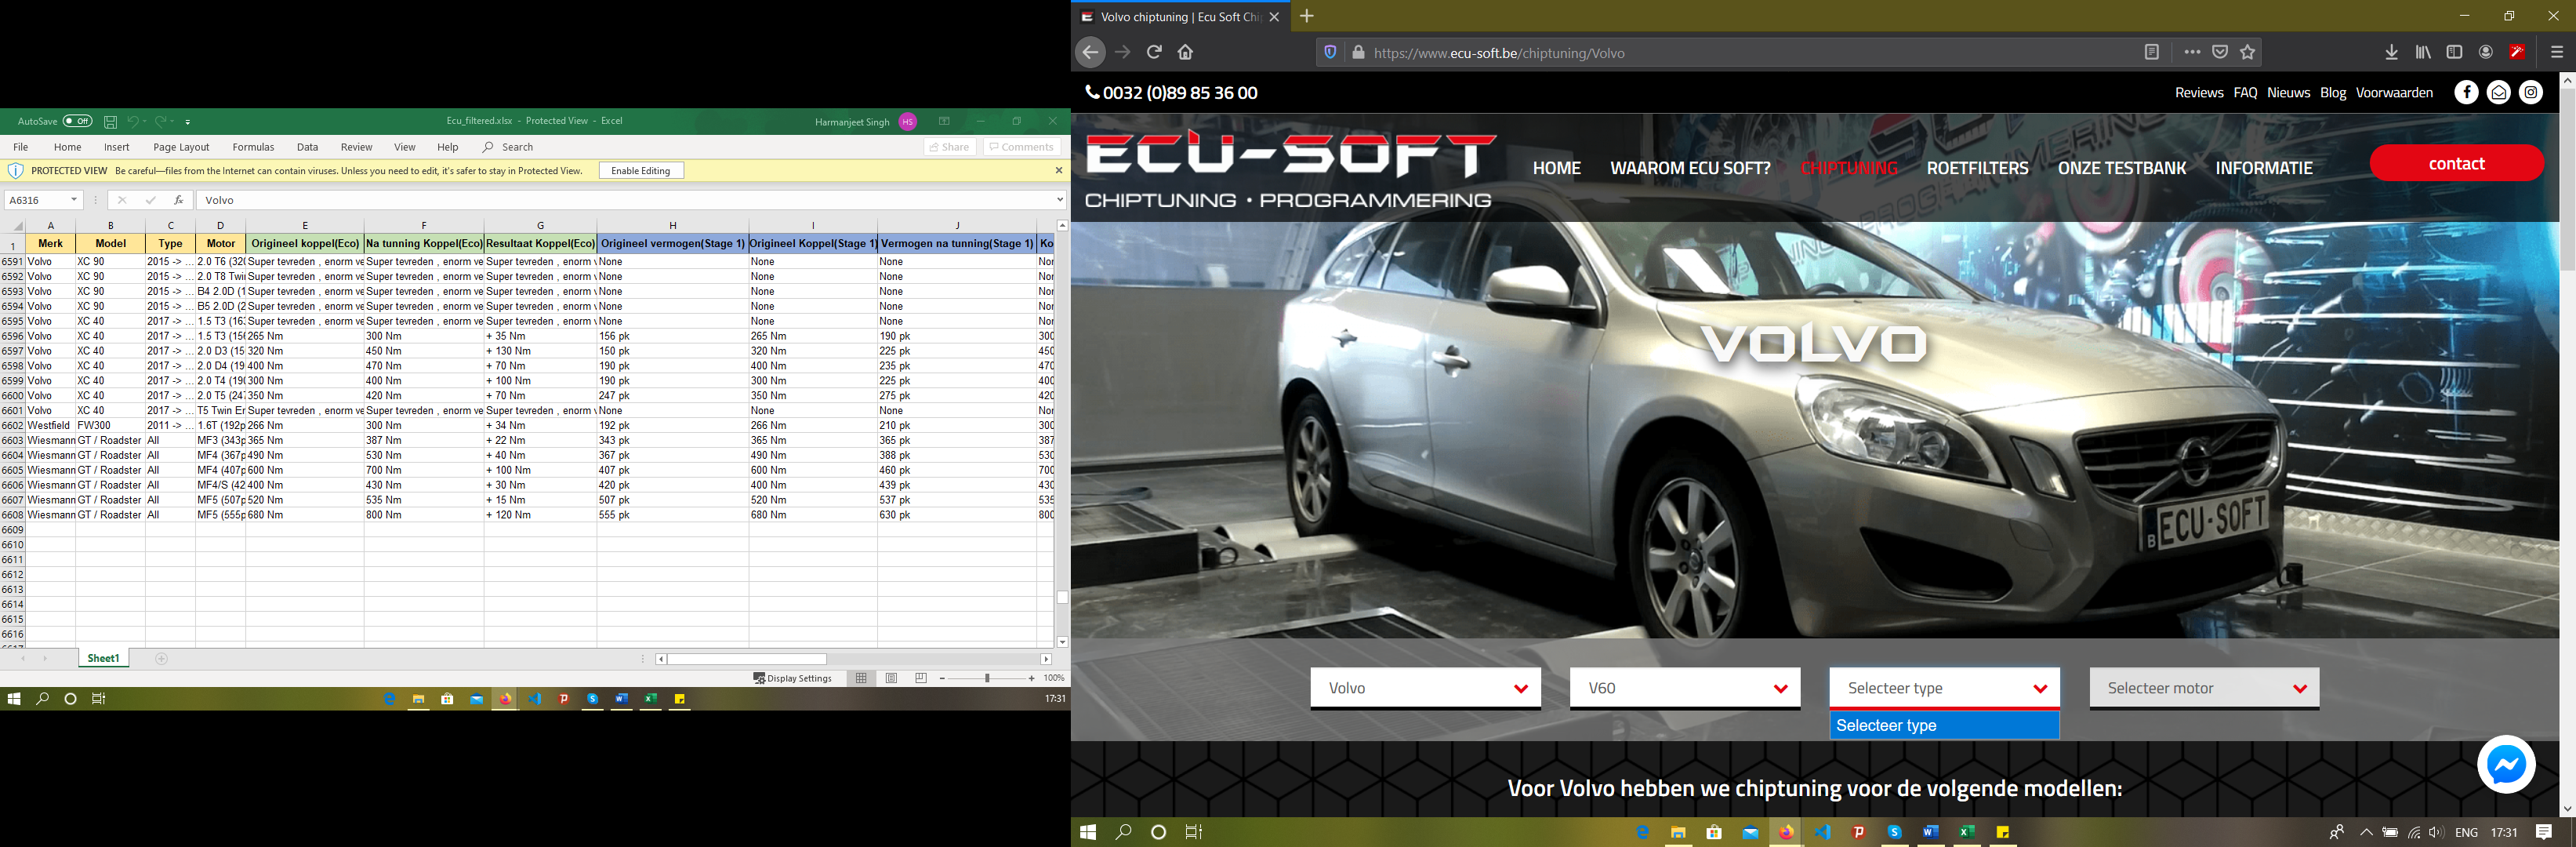 AutoSave Off
Ecu_filtered.xlsx - Protected View - Excel
Harmanjeet Singh HS
File Home Insert Page Layout Formulas Data Review View Help Search Share Comments
PROTECTED VIEW Be careful—files from the Internet can contain viruses. Unless you need to edit, it's safer to stay in Protected View. Enable Editing
A6316 fx Volvo
A B C D E F G H I J
1 Merk Model Type Motor Origineel koppel(Eco) Na tunning Koppel(Eco) Resultaat Koppel(Eco) Origineel vermogen(Stage 1) Origineel Koppel(Stage 1) Vermogen na tunning(Stage 1) Ko
6591 Volvo XC 90 2015 -> ... 2.0 T6 (320 Super tevreden , enorm ve Super tevreden , enorm ve Super tevreden , enorm v None None None Nor
6592 Volvo XC 90 2015 -> ... 2.0 T8 Twi Super tevreden , enorm ve Super tevreden , enorm ve Super tevreden , enorm v None None None Nor
6593 Volvo XC 90 2015 -> ... B4 2.0D (1 Super tevreden , enorm ve Super tevreden , enorm ve Super tevreden , enorm v None None None Nor
6594 Volvo XC 90 2015 -> ... B5 2.0D (2 Super tevreden , enorm ve Super tevreden , enorm ve Super tevreden , enorm v None None None Nor
6595 Volvo XC 40 2017 -> ... 1.5 T3 (163 Super tevreden , enorm ve Super tevreden , enorm ve Super tevreden , enorm v None None None Nor
6596 Volvo XC 40 2017 -> ... 1.5 T3 (156 265 Nm 300 Nm + 35 Nm 156 pk 265 Nm 190 pk 300
6597 Volvo XC 40 2017 -> ... 2.0 D3 (15 320 Nm 450 Nm + 130 Nm 150 pk 320 Nm 225 pk 450
6598 Volvo XC 40 2017 -> ... 2.0 D4 (19 400 Nm 470 Nm + 70 Nm 190 pk 400 Nm 235 pk 470
6599 Volvo XC 40 2017 -> ... 2.0 T4 (190 300 Nm 400 Nm + 100 Nm 190 pk 300 Nm 225 pk 400
6600 Volvo XC 40 2017 -> ... 2.0 T5 (247 350 Nm 420 Nm + 70 Nm 247 pk 350 Nm 275 pk 420
6601 Volvo XC 40 2017 -> ... T5 Twin Er Super tevreden , enorm ve Super tevreden , enorm ve Super tevreden , enorm v None None None Nor
6602 Westfield FW300 2011 -> ... 1.6T (192p 266 Nm 300 Nm + 34 Nm 192 pk 266 Nm 210 pk 300
6603 Wiesmann GT / Roadster All MF3 (343p 365 Nm 387 Nm + 22 Nm 343 pk 365 Nm 365 pk 387
6604 Wiesmann GT / Roadster All MF4 (367p 490 Nm 530 Nm + 40 Nm 367 pk 490 Nm 388 pk 530
6605 Wiesmann GT / Roadster All MF4 (407p 600 Nm 700 Nm + 100 Nm 407 pk 600 Nm 460 pk 700
6606 Wiesmann GT / Roadster All MF4/S (42 400 Nm 430 Nm + 30 Nm 420 pk 400 Nm 439 pk 430
6607 Wiesmann GT / Roadster All MF5 (507p 520 Nm 535 Nm + 15 Nm 507 pk 520 Nm 537 pk 535
6608 Wiesmann GT / Roadster All MF5 (555p 680 Nm 800 Nm + 120 Nm 555 pk 680 Nm 630 pk 800
6609
6610
6611
6612
6613
6614
6615
6616
6617
Sheet1
Display Settings 100%
17:31
Volvo chiptuning | Ecu Soft Chi
https://www.ecu-soft.be/chiptuning/Volvo
0032 (0)89 85 36 00
Reviews FAQ Nieuws Blog Voorwaarden
ECU-SOFT
CHIPTUNING • PROGRAMMERING
HOME WAAROM ECU SOFT? CHIPTUNING ROETFILTERS ONZE TESTBANK INFORMATIE contact
VOLVO
B ECU-SOFT
Volvo V60 Selecteer type Selecteer motor
Selecteer type
Voor Volvo hebben we chiptuning voor de volgende modellen:
ENG 17:31